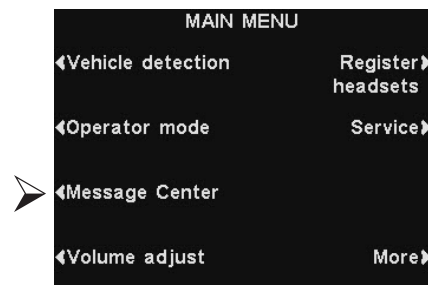 MAIN MENU
Vehicle detection
Register
headsets
Operator mode
Service
Message Center
Volume adjust
More